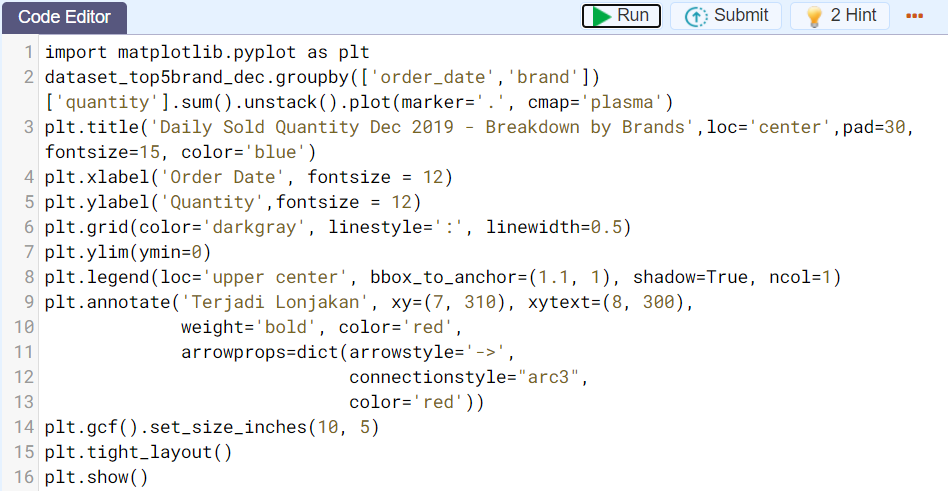 Code Editor
Run Submit 2 Hint
1 import matplotlib.pyplot as plt
2 dataset_top5brand_dec.groupby(['order_date','brand'])
['quantity'].sum().unstack().plot(marker='.', cmap='plasma')
3 plt.title('Daily Sold Quantity Dec 2019 - Breakdown by Brands',loc='center',pad=30,
fontsize=15, color='blue')
4 plt.xlabel('Order Date', fontsize = 12)
5 plt.ylabel('Quantity',fontsize = 12)
6 plt.grid(color='darkgray', linestyle=':', linewidth=0.5)
7 plt.ylim(ymin=0)
8 plt.legend(loc='upper center', bbox_to_anchor=(1.1, 1), shadow=True, ncol=1)
9 plt.annotate('Terjadi Lonjakan', xy=(7, 310), xytext=(8, 300),
10             weight='bold', color='red',
11             arrowprops=dict(arrowstyle='->',
12                             connectionstyle="arc3",
13                             color='red'))
14 plt.gcf().set_size_inches(10, 5)
15 plt.tight_layout()
16 plt.show()